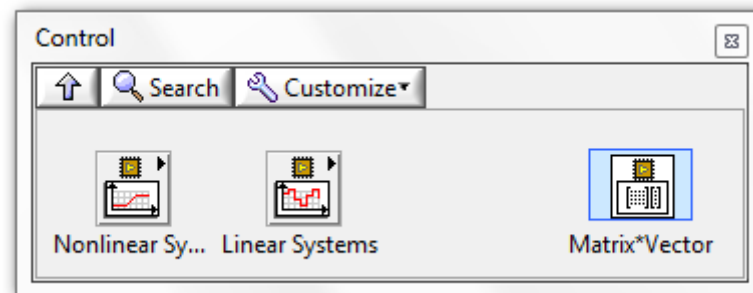 Control
Search Customize
Nonlinear Sy... Linear Systems Matrix*Vector